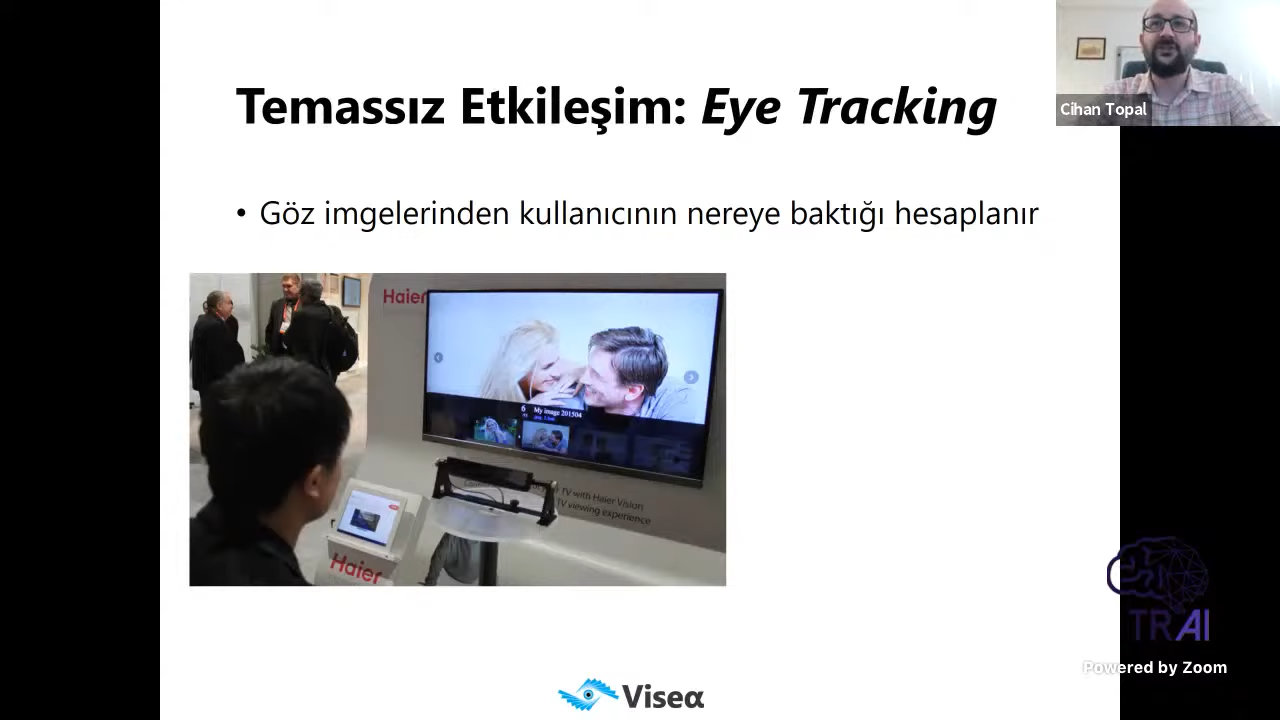 Temassız Etkileşim: Eye Tracking
Cihan Topal
• Göz imgelerinden kullanıcının nereye baktığı hesaplanır
Haier
6
My image 201504
TV with Haier Vision
TV viewing experience
Haier
Visea
TRAI
Powered by Zoom